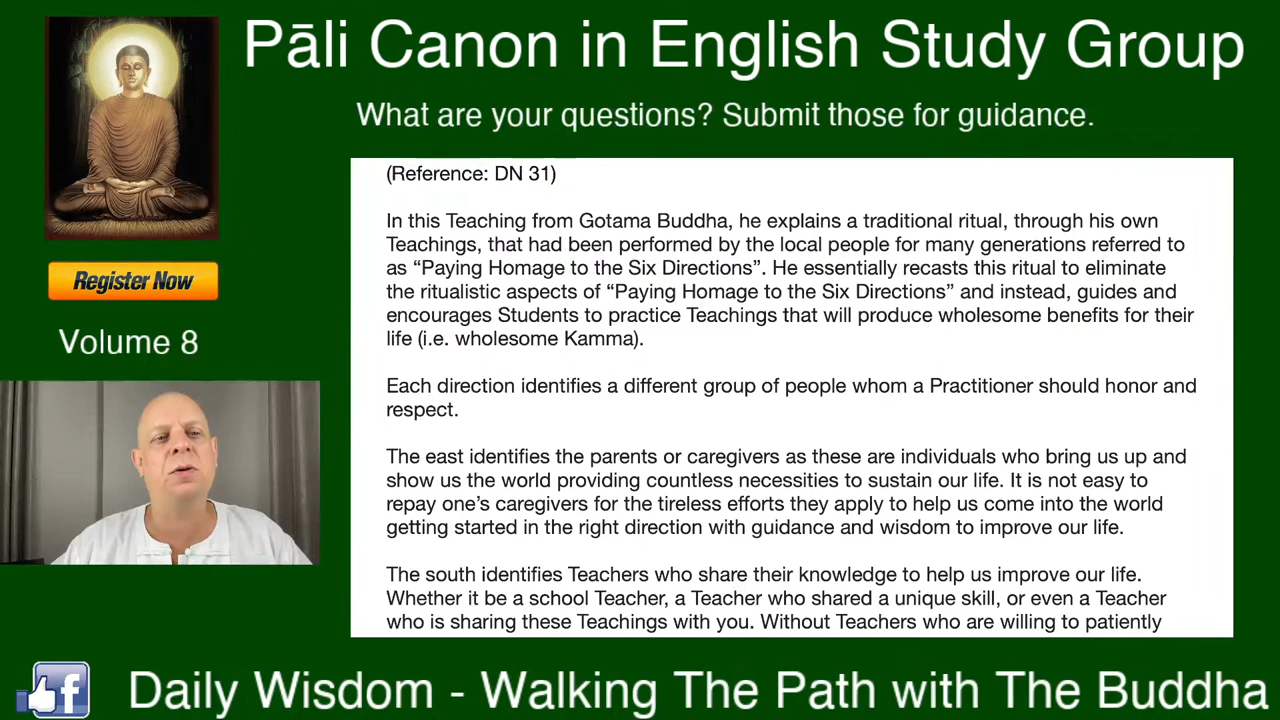 Pāli Canon in English Study Group
What are your questions? Submit those for guidance.
Register Now
Volume 8
(Reference: DN 31)
In this Teaching from Gotama Buddha, he explains a traditional ritual, through his own
Teachings, that had been performed by the local people for many generations referred to
as “Paying Homage to the Six Directions”. He essentially recasts this ritual to eliminate
the ritualistic aspects of “Paying Homage to the Six Directions” and instead, guides and
encourages Students to practice Teachings that will produce wholesome benefits for their
life (i.e. wholesome Kamma).
Each direction identifies a different group of people whom a Practitioner should honor and
respect.
The east identifies the parents or caregivers as these are individuals who bring us up and
show us the world providing countless necessities to sustain our life. It is not easy to
repay one’s caregivers for the tireless efforts they apply to help us come into the world
getting started in the right direction with guidance and wisdom to improve our life.
The south identifies Teachers who share their knowledge to help us improve our life.
Whether it be a school Teacher, a Teacher who shared a unique skill, or even a Teacher
who is sharing these Teachings with you. Without Teachers who are willing to patiently
f
Daily Wisdom - Walking The Path with The Buddha